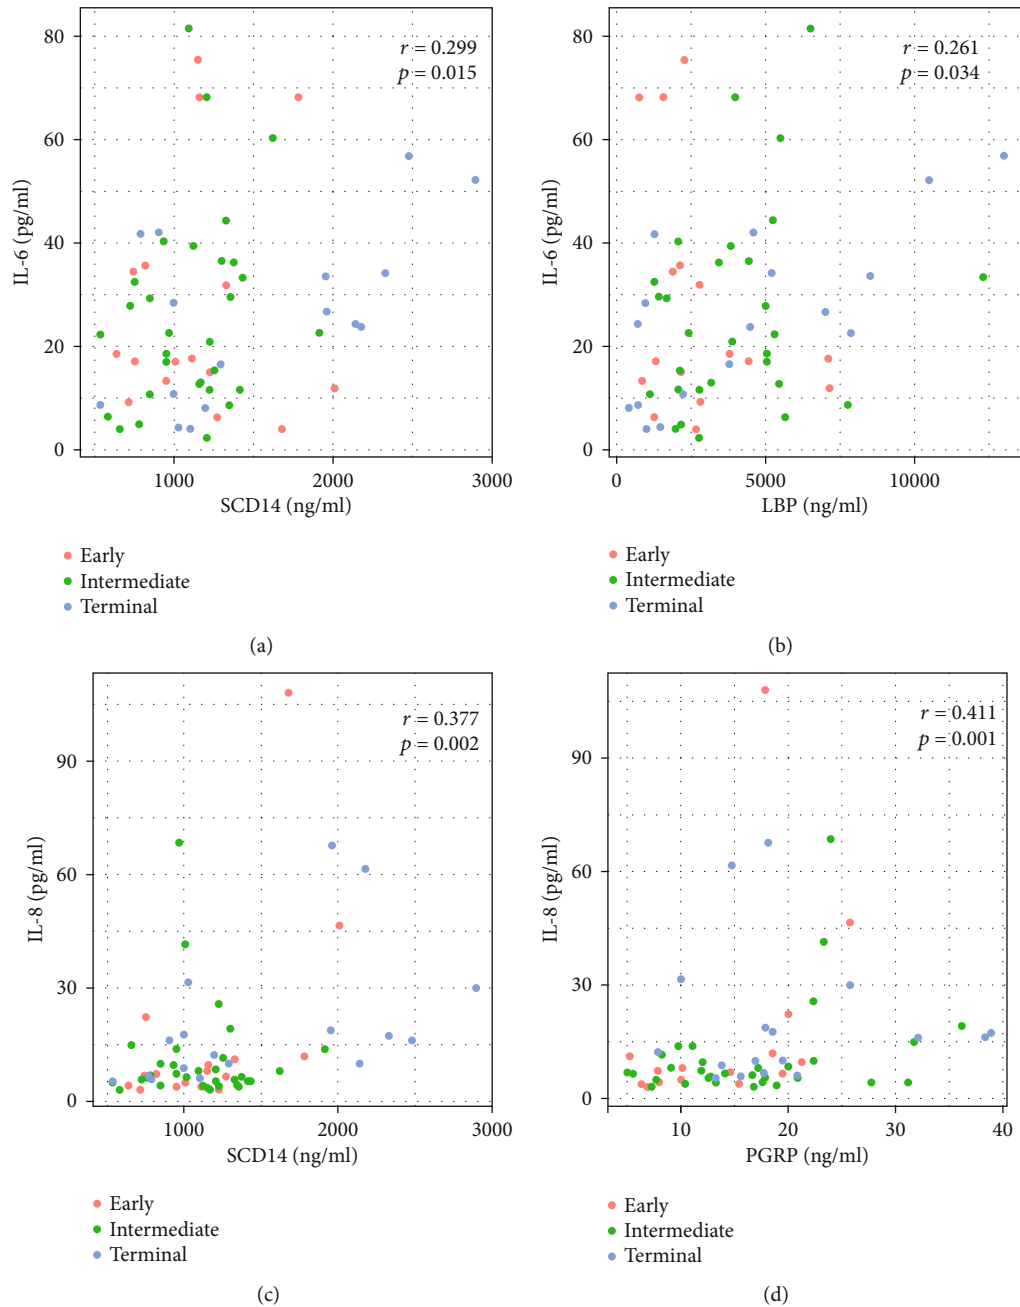 80
60
40
20
0
IL-6 (pg/ml)
r = 0.299
p = 0.015
1000
2000
3000
SCD14 (ng/ml)
Early
Intermediate
Terminal
(a)
80
60
40
20
0
IL-6 (pg/ml)
r = 0.261
p = 0.034
0
5000
10000
LBP (ng/ml)
Early
Intermediate
Terminal
(b)
90
60
30
0
IL-8 (pg/ml)
r = 0.377
p = 0.002
1000
2000
3000
SCD14 (ng/ml)
Early
Intermediate
Terminal
(c)
90
60
30
0
IL-8 (pg/ml)
r = 0.411
p = 0.001
10
20
30
40
PGRP (ng/ml)
Early
Intermediate
Terminal
(d)